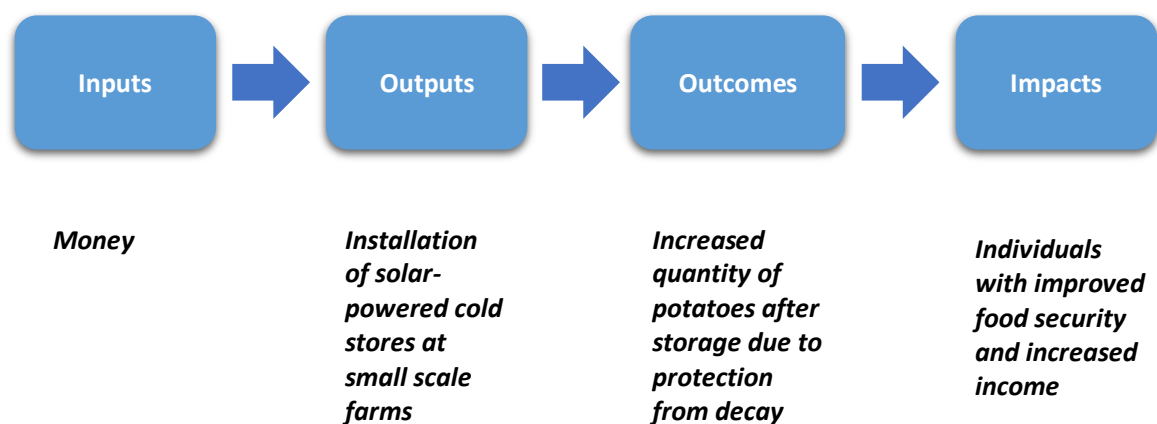 Inputs
Outputs
Outcomes
Impacts
Money
Installation
of solar-
powered cold
stores at
small scale
farms
Increased
quantity of
potatoes after
storage due to
protection
from decay
Individuals
with improved
food security
and increased
income